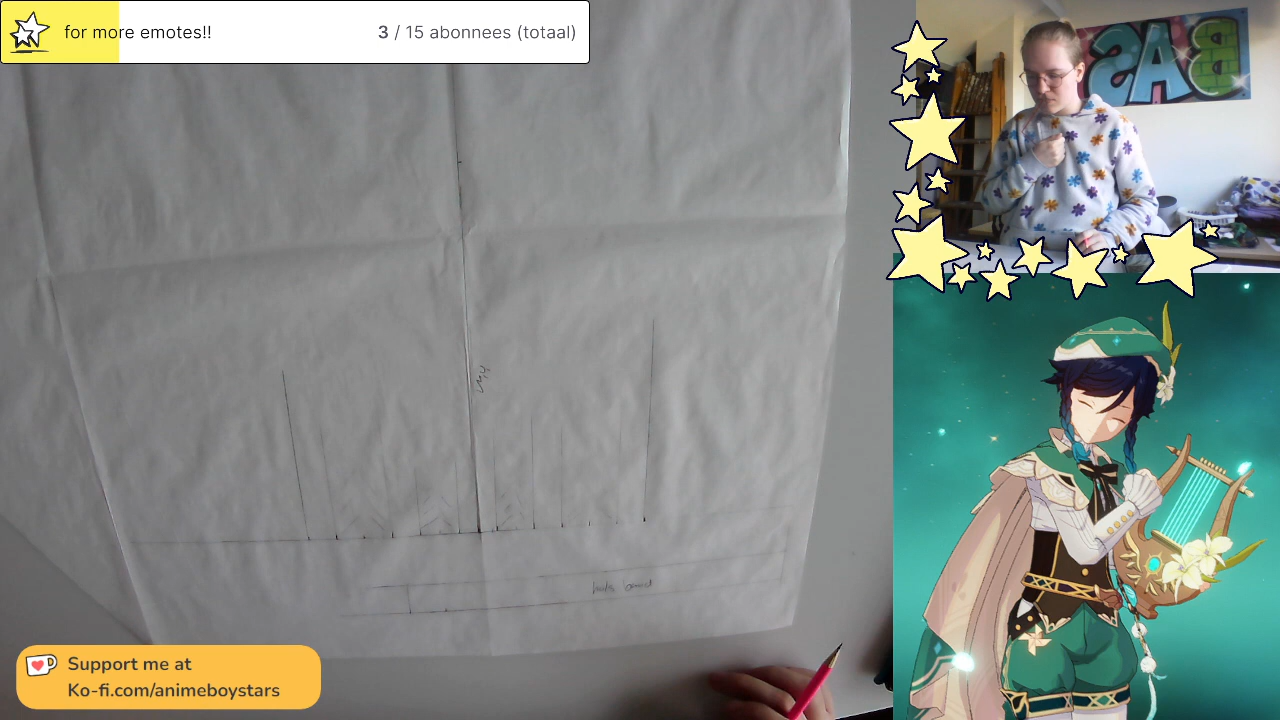 for more emotes!!
3 / 15 abonnees (totaal)
BAS
Support me at
Ko-fi.com/animeboystars